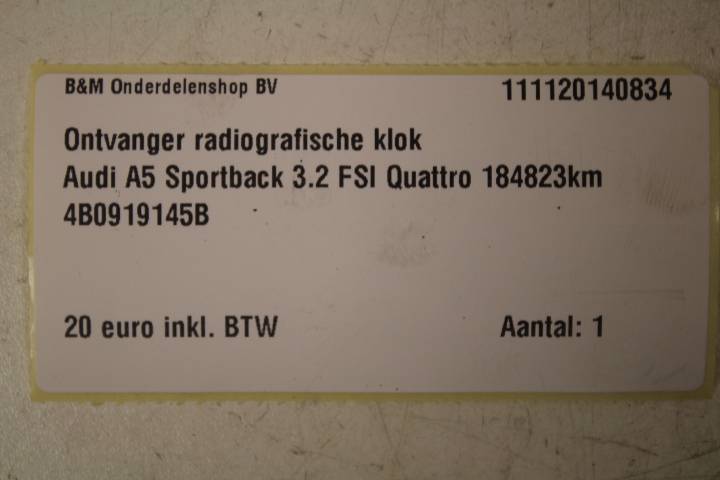 B&M Onderdelenshop BV 111120140834
Ontvanger radiografische klok
Audi A5 Sportback 3.2 FSI Quattro 184823km
4B0919145B
20 euro inkl. BTW Aantal: 1